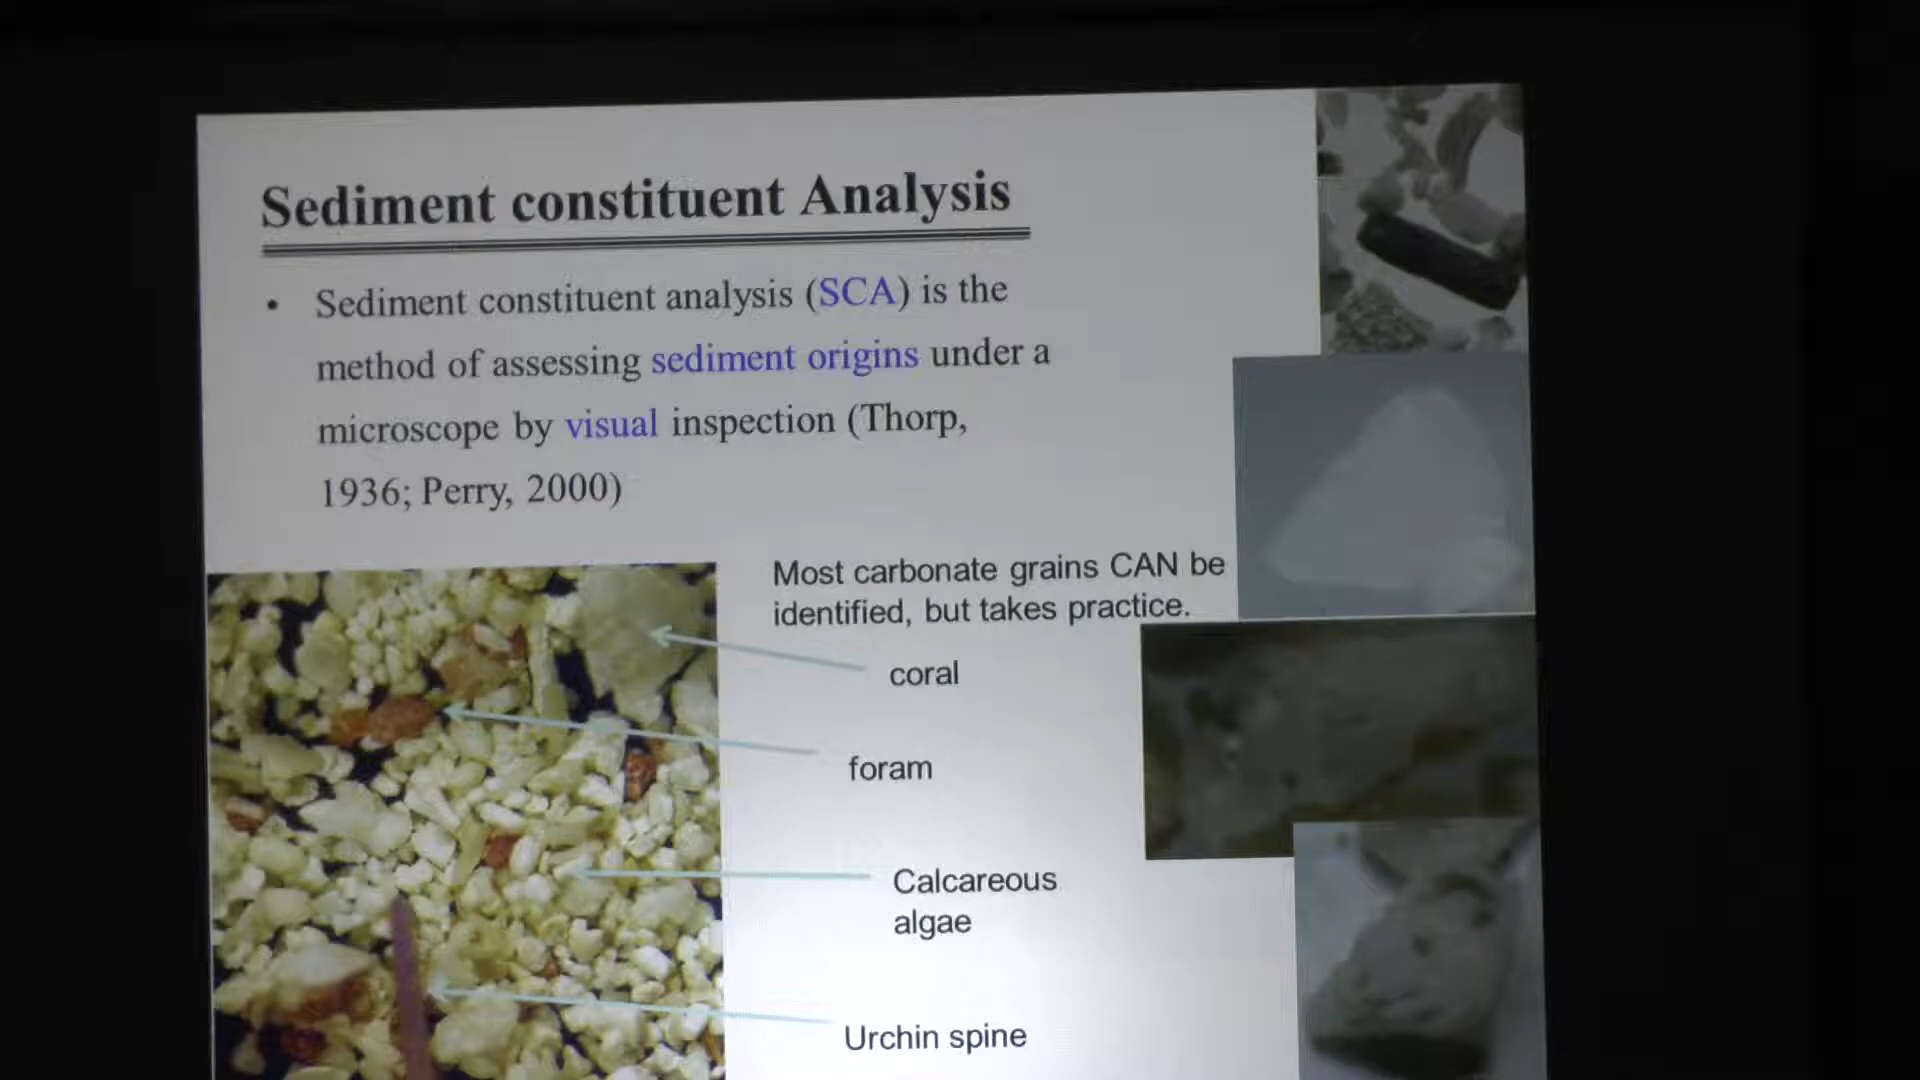 Sediment constituent Analysis
• Sediment constituent analysis (SCA) is the
method of assessing sediment origins under a
microscope by visual inspection (Thorp,
1936; Perry, 2000)
Most carbonate grains CAN be
identified, but takes practice.
coral
foram
Calcareous
algae
Urchin spine